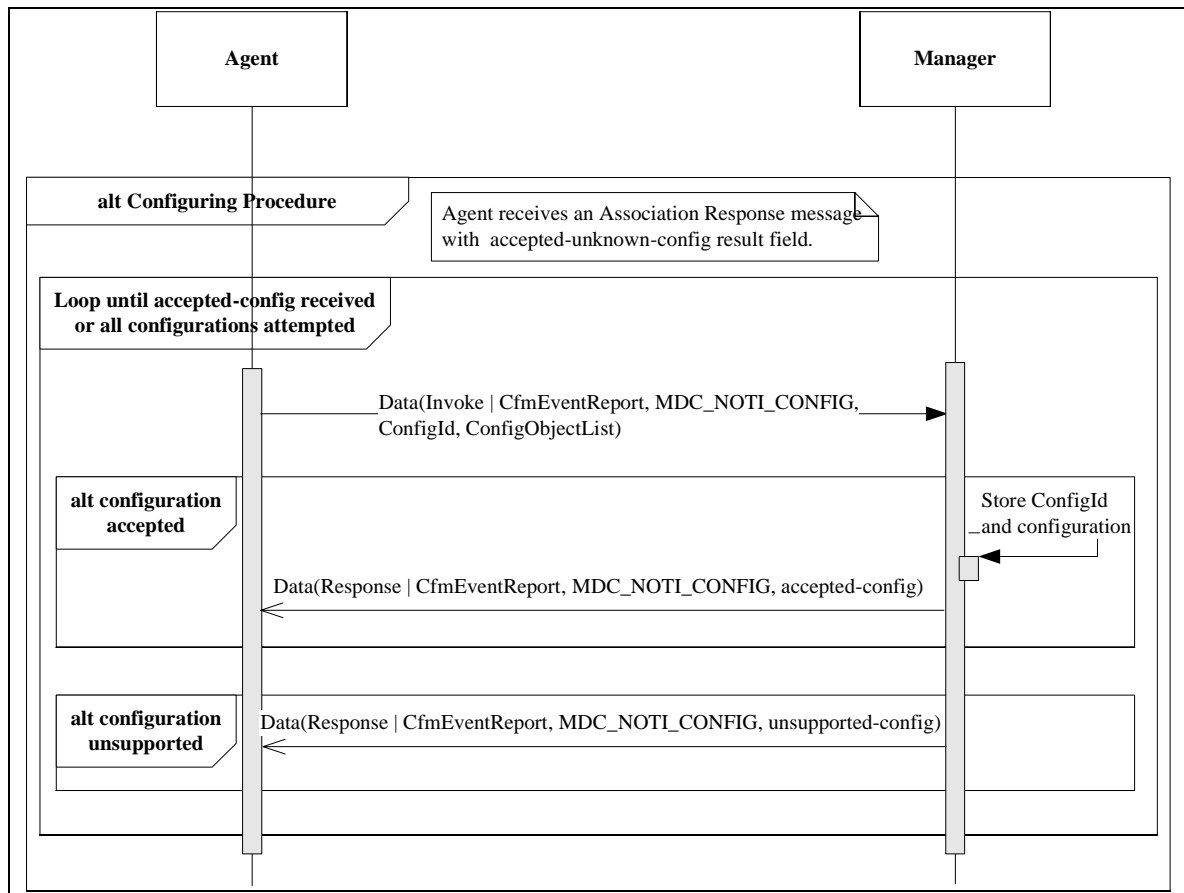 Agent
Manager
alt Configuring Procedure
Agent receives an Association Response message
with accepted-unknown-config result field.
Loop until accepted-config received
or all configurations attempted
Data(Invoke | CfmEventReport, MDC_NOTI_CONFIG,
ConfigId, ConfigObjectList)
alt configuration
accepted
Store ConfigId
and configuration
Data(Response | CfmEventReport, MDC_NOTI_CONFIG, accepted-config)
alt configuration
unsupported
Data(Response | CfmEventReport, MDC_NOTI_CONFIG, unsupported-config)